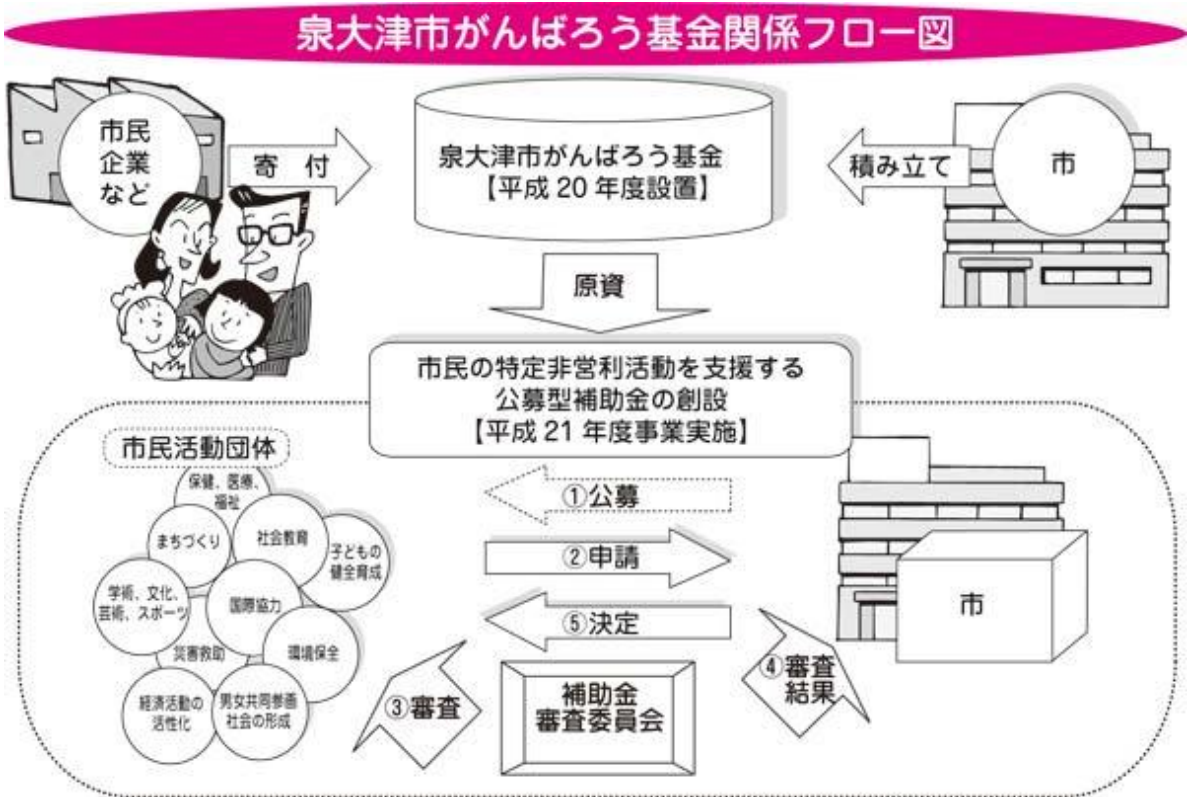 泉大津市がんばろう基金関係フロー図
市民
企業
など
寄 付
泉大津市がんばろう基金
【平成 20 年度設置】
積み立て
市
原資
市民の特定非営利活動を支援する
公募型補助金の創設
【平成 21 年度事業実施】
市民活動団体
保健、医療、
福祉
まちづくり
社会教育
子どもの
健全育成
学術、文化、
芸術、スポーツ
国際協力
災害救助
環境保全
経済活動の
活性化
男女共同参画
社会の形成
①公募
②申請
⑤決定
③審査
補助金
審査委員会
④審査
結果
市